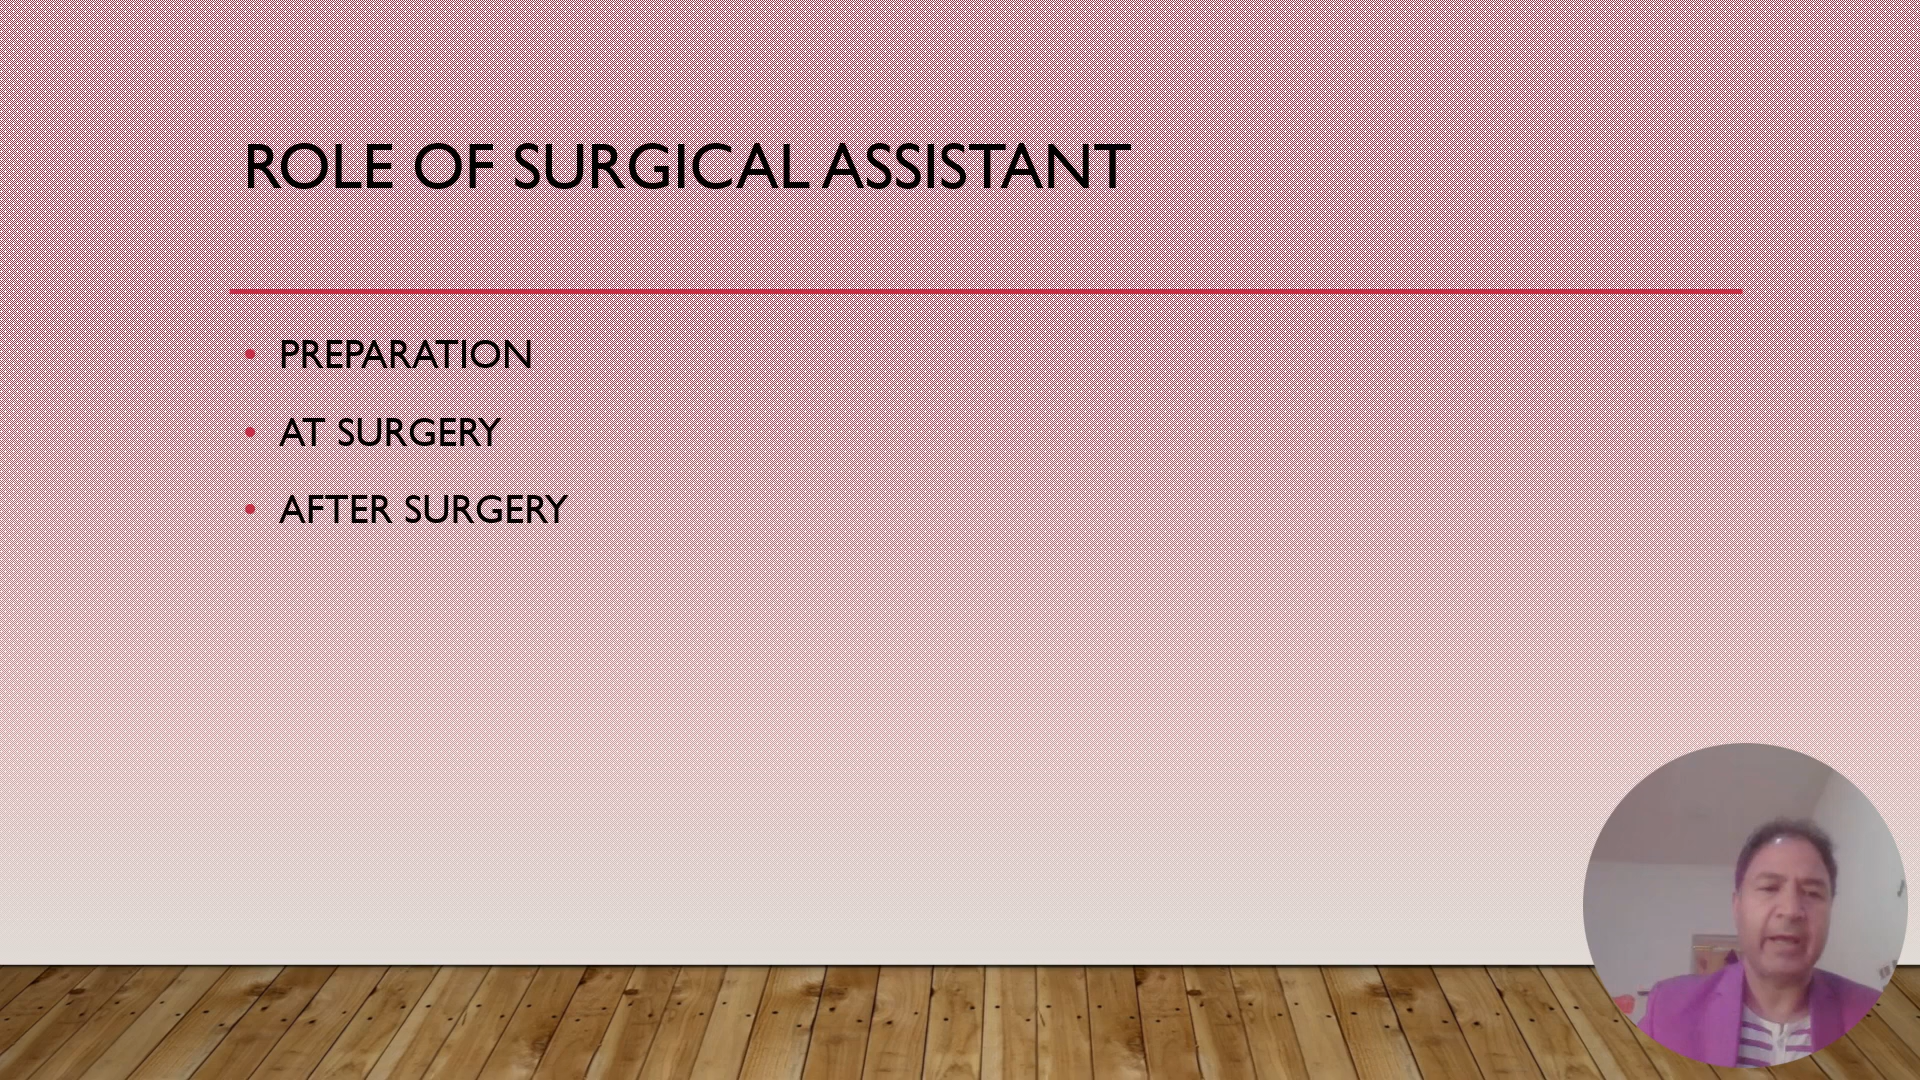 ROLE OF SURGICAL ASSISTANT
• PREPARATION
• AT SURGERY
• AFTER SURGERY